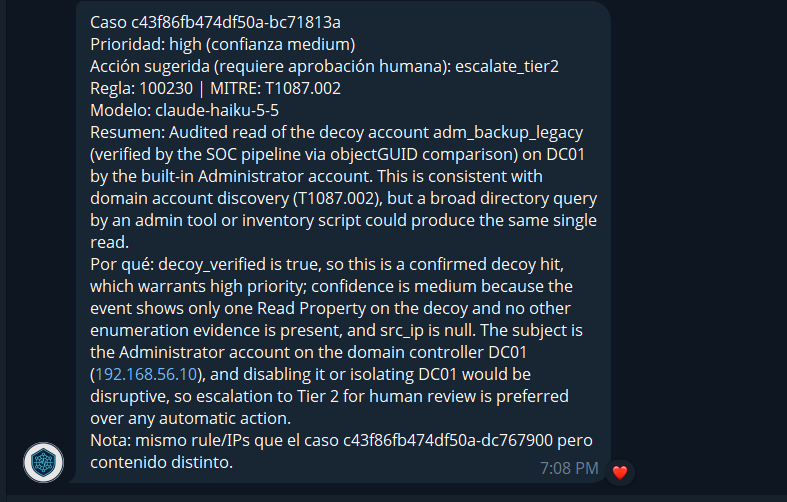 Caso c43f86fb474df50a-bc71813a
Prioridad: high (confianza medium)
Acción sugerida (requiere aprobación humana): escalate_tier2
Regla: 100230 | MITRE: T1087.002
Modelo: claude-haiku-5-5
Resumen: Audited read of the decoy account adm_backup_legacy
(verified by the SOC pipeline via objectGUID comparison) on DC01
by the built-in Administrator account. This is consistent with
domain account discovery (T1087.002), but a broad directory query
by an admin tool or inventory script could produce the same single
read.
Por qué: decoy_verified is true, so this is a confirmed decoy hit,
which warrants high priority; confidence is medium because the
event shows only one Read Property on the decoy and no other
enumeration evidence is present, and src_ip is null. The subject is
the Administrator account on the domain controller DC01
(192.168.56.10), and disabling it or isolating DC01 would be
disruptive, so escalation to Tier 2 for human review is preferred
over any automatic action.
Nota: mismo rule/IPs que el caso c43f86fb474df50a-dc767900 pero
contenido distinto.
7:08 PM